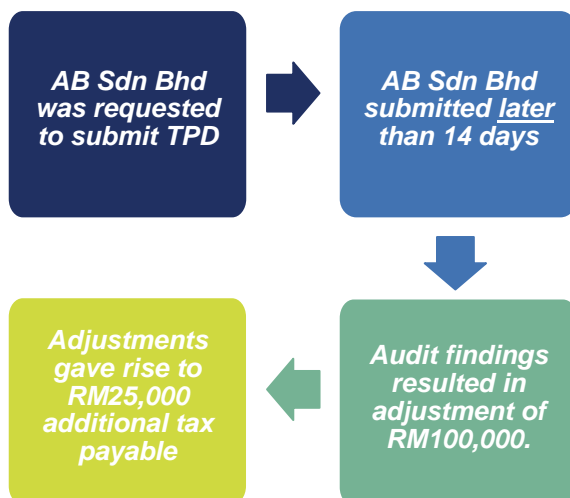 AB Sdn Bhd
was requested
to submit TPD
AB Sdn Bhd
submitted later
than 14 days
Audit findings
resulted in
adjustment of
RM100,000.
Adjustments
gave rise to
RM25,000
additional tax
payable